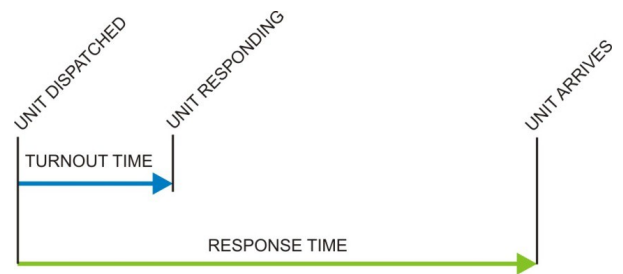 UNIT DISPATCHED
UNIT RESPONDING
UNIT ARRIVES
TURNOUT TIME
RESPONSE TIME